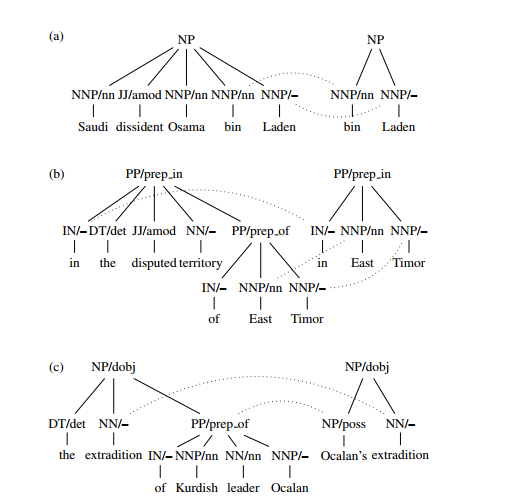 (a) NP NP
NNP/nn JJ/amod NNP/nn NNP/nn NNP/– NNP/nn NNP/–
Saudi dissident Osama bin Laden bin Laden
(b) PP/prep_in PP/prep_in
IN/– DT/det JJ/amod NN/– PP/prep_of IN/– NNP/nn NNP/–
in the disputed territory in East Timor
IN/– NNP/nn NNP/–
of East Timor
(c) NP/dobj NP/dobj
DT/det NN/– PP/prep_of NP/poss NN/–
the extradition IN/– NNP/nn NN/nn NNP/– Ocalan's extradition
of Kurdish leader Ocalan